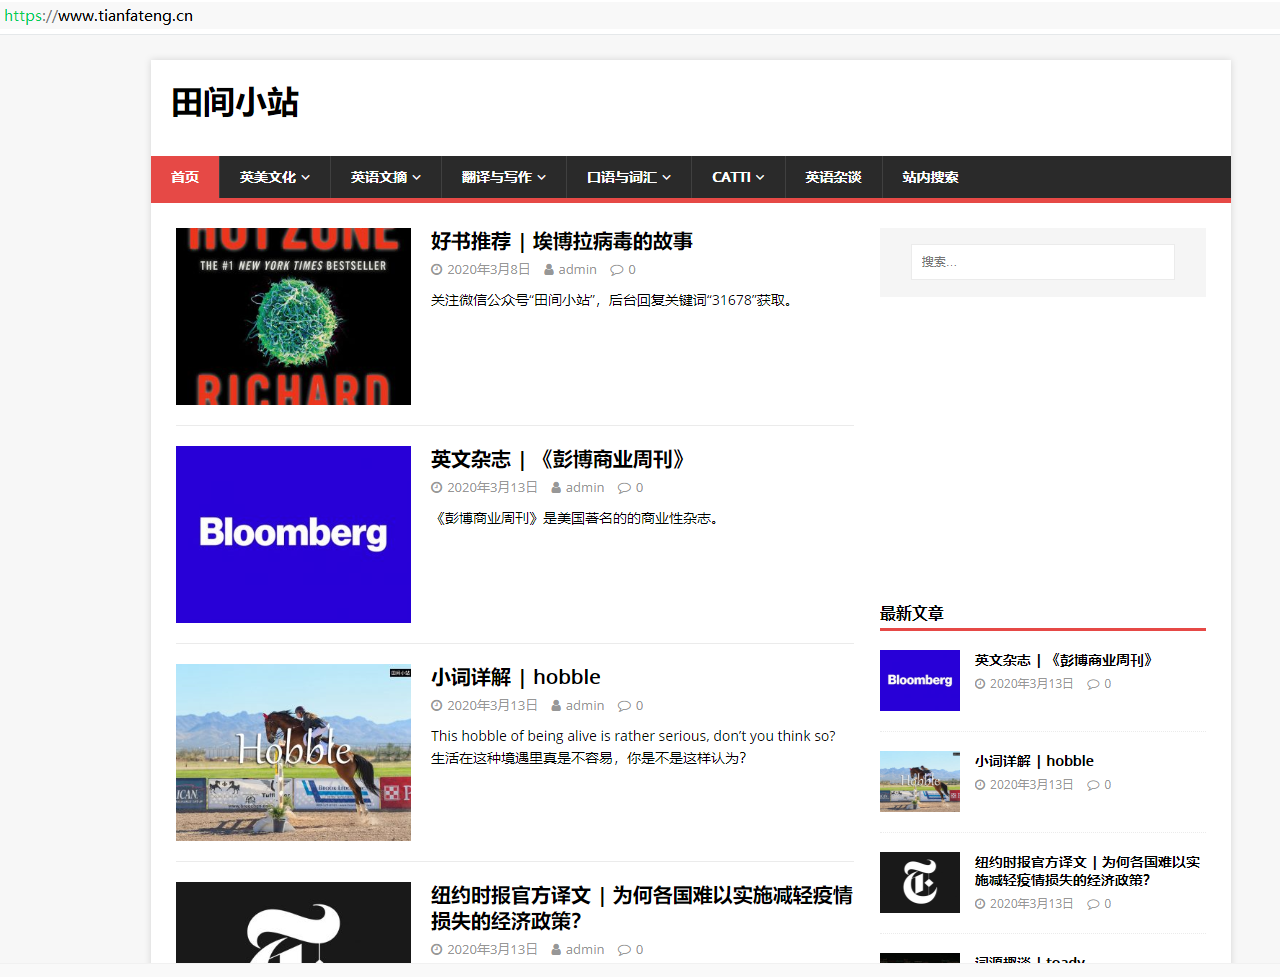 https://www.tianfateng.cn
田间小站
首页 英美文化 英语文摘 翻译与写作 口语与词汇 CATTI 英语杂谈 站内搜索
HOT ZONE
THE #1 NEW YORK TIMES BESTSELLER
RICHARD
好书推荐 | 埃博拉病毒的故事
2020年3月8日 admin 0
关注微信公众号“田间小站”，后台回复关键词“31678”获取。
Bloomberg
英文杂志 | 《彭博商业周刊》
2020年3月13日 admin 0
《彭博商业周刊》是美国著名的的商业性杂志。
田间小站
Hobble
小词详解 | hobble
2020年3月13日 admin 0
This hobble of being alive is rather serious, don’t you think so?
生活在这种境遇里真是不容易，你是不是这样认为？
纽约时报官方译文 | 为何各国难以实施减轻疫情
损失的经济政策？
2020年3月13日 admin 0
搜索...
最新文章
Bloomberg
英文杂志 | 《彭博商业周刊》
2020年3月13日 0
Hobble
小词详解 | hobble
2020年3月13日 0
纽约时报官方译文 | 为何各国难以实
施减轻疫情损失的经济政策？
2020年3月13日 0
词源趣谈 | toady